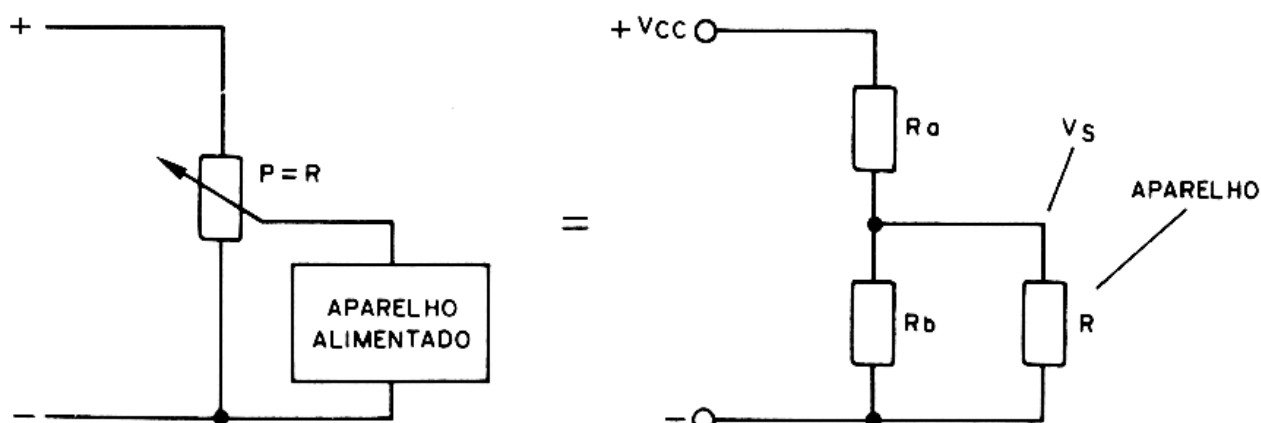 +
P = R
APARELHO
ALIMENTADO
−
=
+ VCC
Ra
VS
APARELHO
Rb
R
−